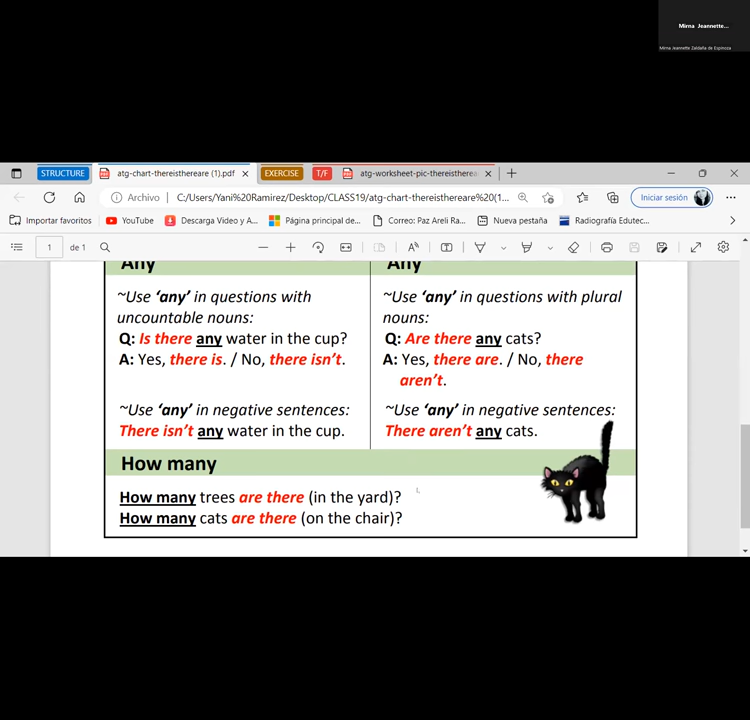 Mirna Jeannette...
Mirna Jeannette Zaldaña de Espinoza
STRUCTURE
atg-chart-thereisthereare (1).pdf
EXERCISE
T/F
atg-worksheet-pic-thereistherea
Archivo
C:/Users/Yani%20Ramirez/Desktop/CLASS19/atg-chart-thereisthereare%20(1...
Iniciar sesión
Importar favoritos
YouTube
Descarga Video y A...
Página principal de...
Correo: Paz Areli Ra...
Nueva pestaña
Radiografía Edutec...
1
de 1
Any
Any
~Use ‘any’ in questions with
uncountable nouns:
Q: Is there any water in the cup?
A: Yes, there is. / No, there isn’t.
~Use ‘any’ in negative sentences:
There isn’t any water in the cup.
~Use ‘any’ in questions with plural
nouns:
Q: Are there any cats?
A: Yes, there are. / No, there
aren’t.
~Use ‘any’ in negative sentences:
There aren’t any cats.
How many
How many trees are there (in the yard)?
How many cats are there (on the chair)?